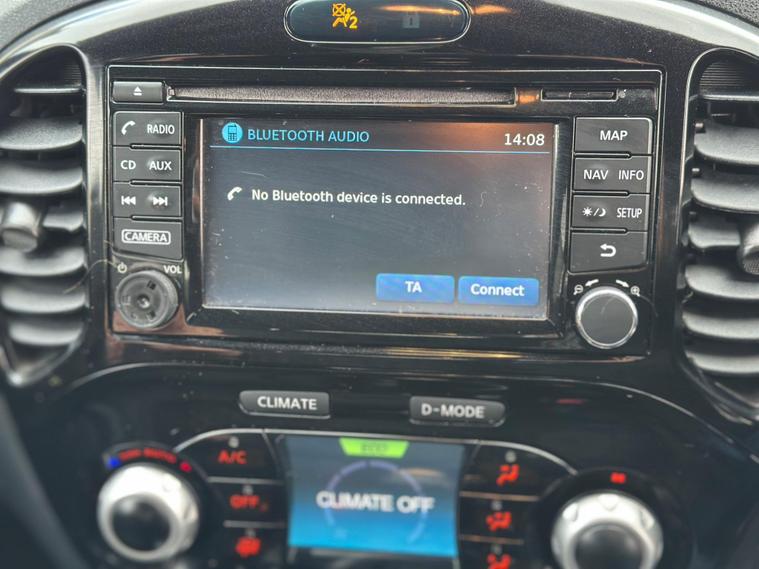 2
BLUETOOTH AUDIO
14:08
RADIO
MAP
No Bluetooth device is connected.
CD
AUX
NAV
INFO
SETUP
CAMERA
VOL
TA
Connect
CLIMATE
D-MODE
ECO
A/C
OFF
CLIMATE OFF